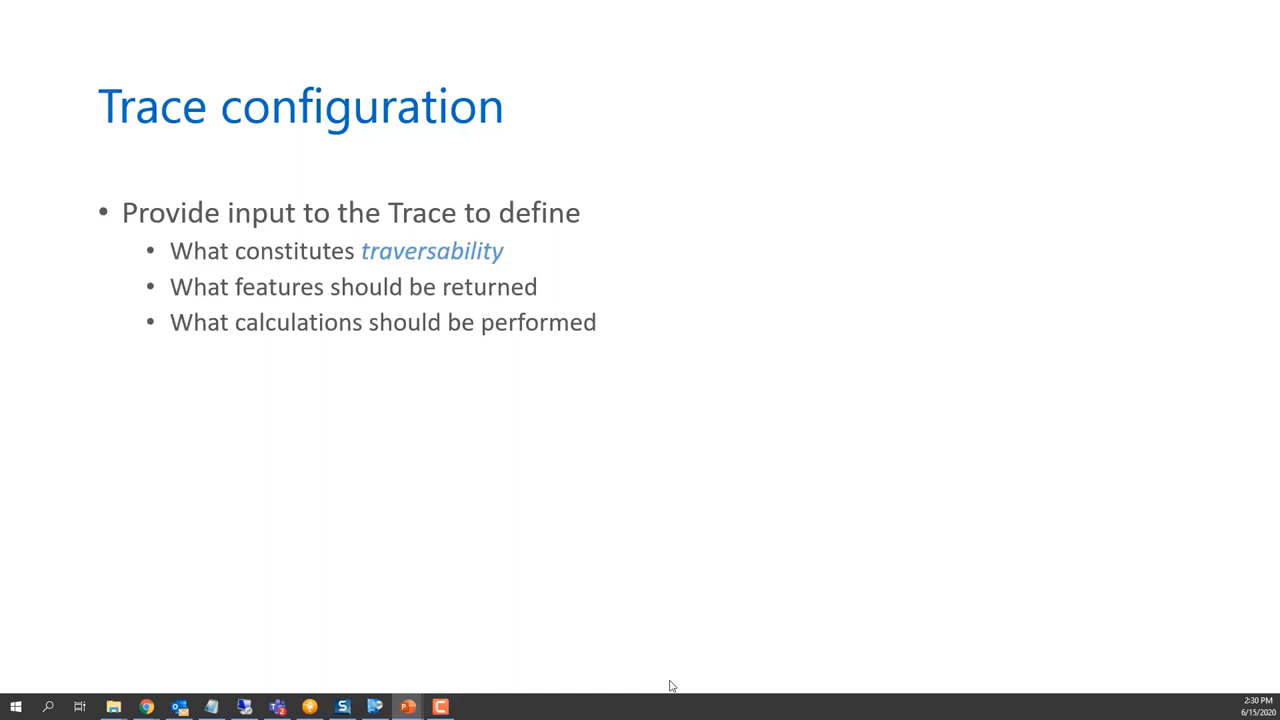 Trace configuration
• Provide input to the Trace to define
• What constitutes traversability
• What features should be returned
• What calculations should be performed
2:30 PM
6/15/2020